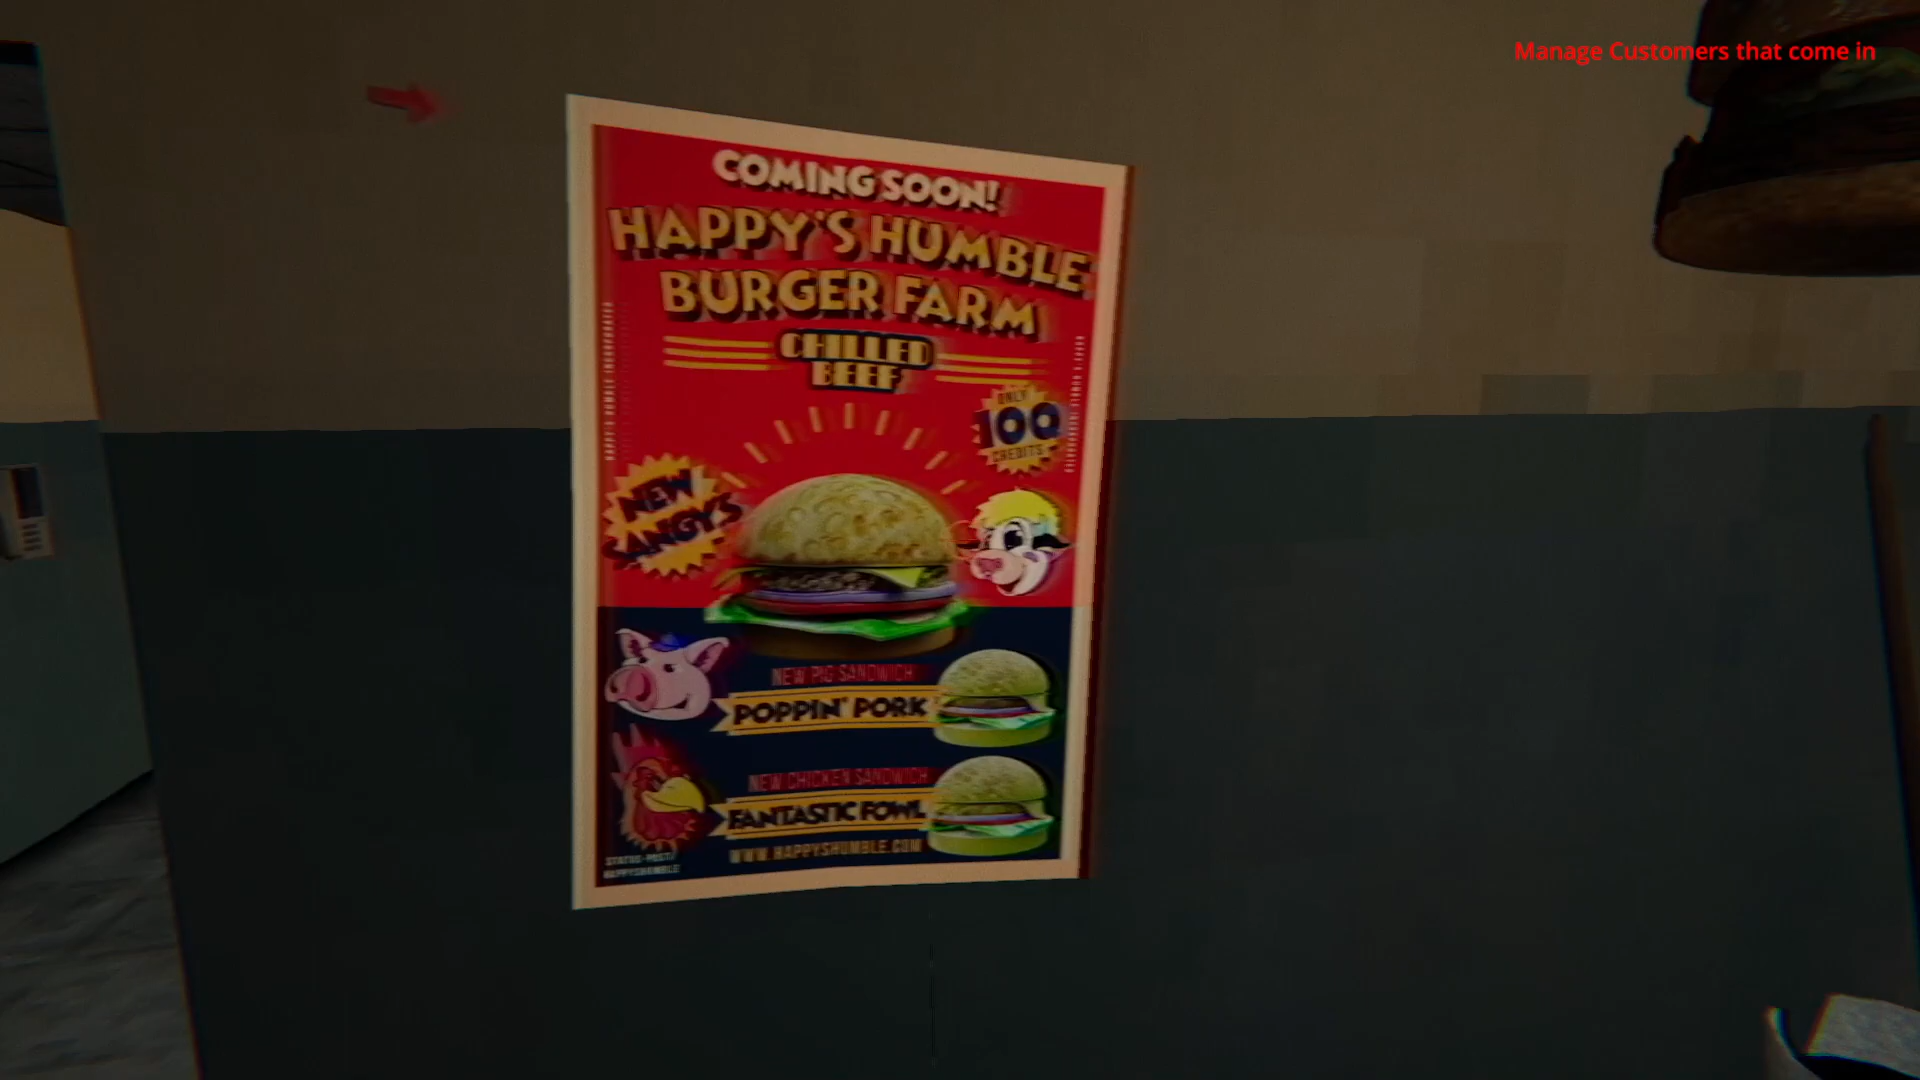 Manage Customers that come in
COMING SOON!
HAPPY'S HUMBLE
BURGER FARM
CHILLED
BEEF
ONLY
100
CREDITS
NEW
NEW PIG SANDWICH
POPPIN' PORK
NEW CHICKEN SANDWICH
FANTASTIC FOWL
WWW.HAPPYSHUMBLE.COM
HAPPYSHUMBLE